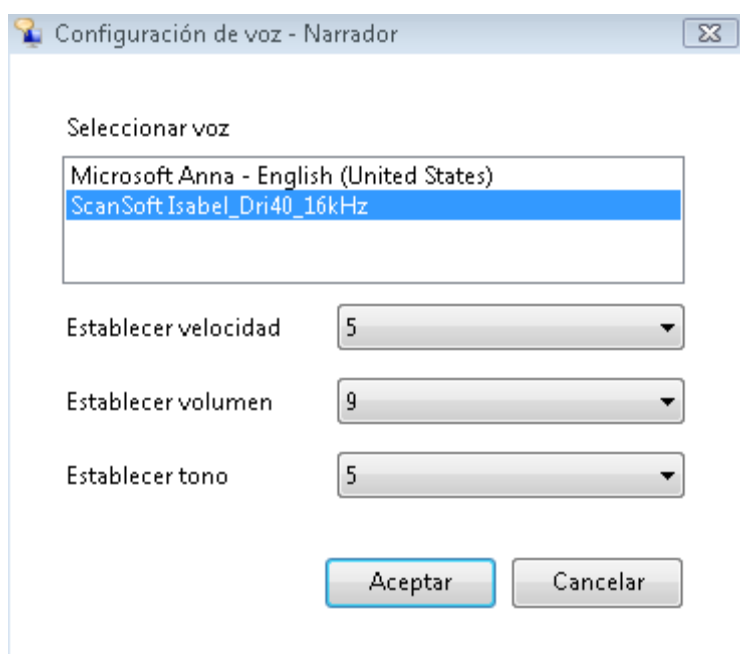 Configuración de voz - Narrador
Seleccionar voz
Microsoft Anna - English (United States)
ScanSoft Isabel_Dri40_16kHz
Establecer velocidad 5
Establecer volumen 9
Establecer tono 5
Aceptar Cancelar